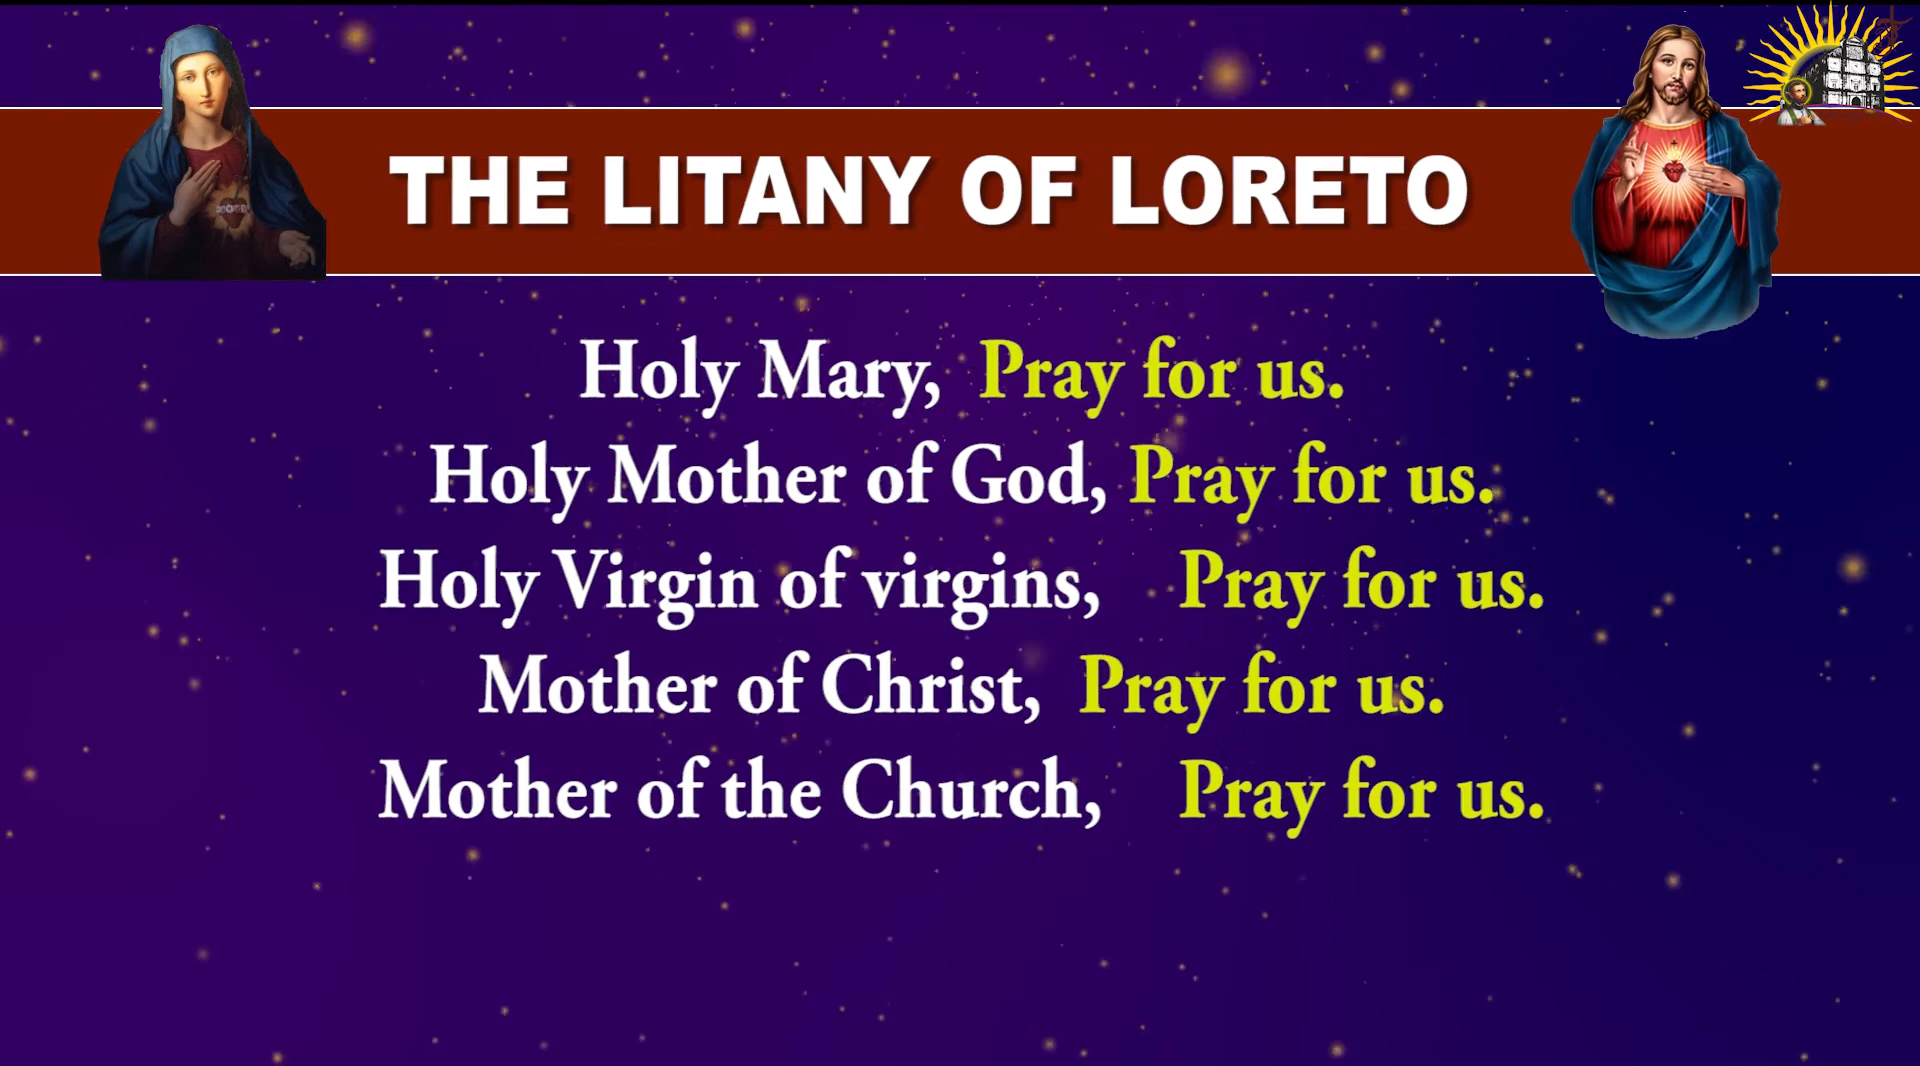 THE LITANY OF LORETO
Holy Mary, Pray for us.
Holy Mother of God, Pray for us.
Holy Virgin of virgins, Pray for us.
Mother of Christ, Pray for us.
Mother of the Church, Pray for us.